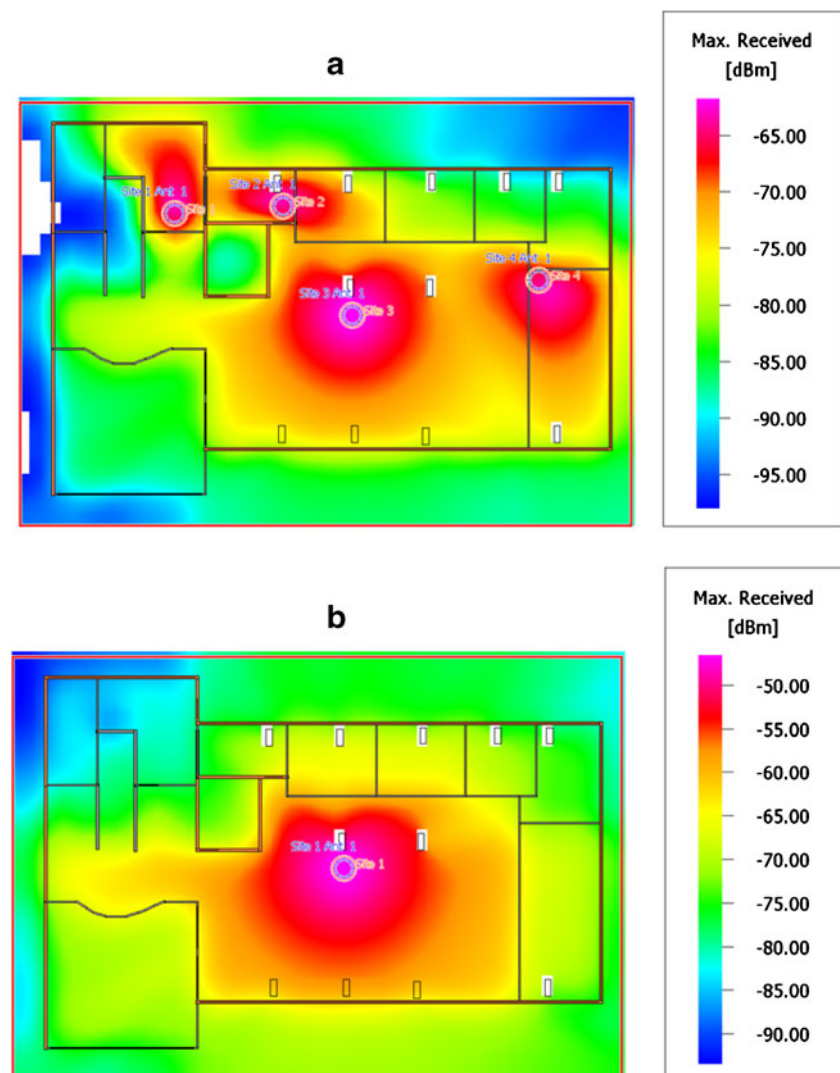 a
Max. Received
[dBm]
-65.00
-70.00
-75.00
-80.00
-85.00
-90.00
-95.00
Site 1 Ant 1
Site 1
Site 2 Ant 1
Site 2
Site 4 Ant 1
Site 4
Site 3 Ant 1
Site 3
b
Max. Received
[dBm]
-50.00
-55.00
-60.00
-65.00
-70.00
-75.00
-80.00
-85.00
-90.00
Site 1 Ant 1
Site 1